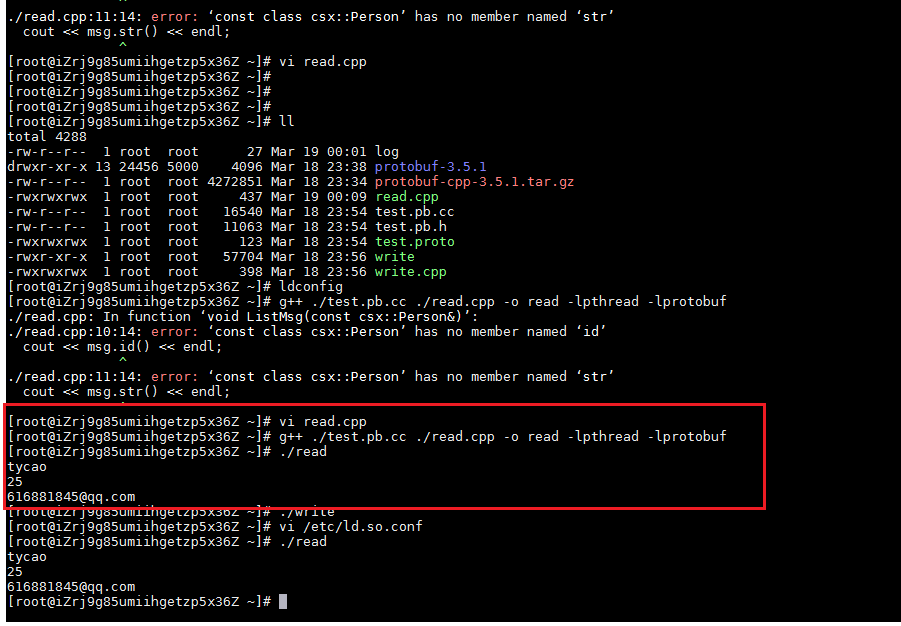 ./read.cpp:11:14: error: ‘const class csx::Person’ has no member named ‘str’
  cout << msg.str() << endl;
              ^
[root@iZrj9g85umiihgetzp5x36Z ~]# vi read.cpp
[root@iZrj9g85umiihgetzp5x36Z ~]#
[root@iZrj9g85umiihgetzp5x36Z ~]#
[root@iZrj9g85umiihgetzp5x36Z ~]#
[root@iZrj9g85umiihgetzp5x36Z ~]# ll
total 4288
-rw-r--r--  1 root  root      27 Mar 19 00:01 log
drwxr-xr-x 13 24456 5000    4096 Mar 18 23:38 protobuf-3.5.1
-rw-r--r--  1 root  root 4272851 Mar 18 23:34 protobuf-cpp-3.5.1.tar.gz
-rwxrwxrwx  1 root  root     437 Mar 19 00:09 read.cpp
-rw-r--r--  1 root  root   16540 Mar 18 23:54 test.pb.cc
-rw-r--r--  1 root  root   11063 Mar 18 23:54 test.pb.h
-rwxrwxrwx  1 root  root     123 Mar 18 23:54 test.proto
-rwxr-xr-x  1 root  root   57704 Mar 18 23:56 write
-rwxrwxrwx  1 root  root     398 Mar 18 23:56 write.cpp
[root@iZrj9g85umiihgetzp5x36Z ~]# ldconfig
[root@iZrj9g85umiihgetzp5x36Z ~]# g++ ./test.pb.cc ./read.cpp -o read -lpthread -lprotobuf
./read.cpp: In function ‘void ListMsg(const csx::Person&)’:
./read.cpp:10:14: error: ‘const class csx::Person’ has no member named ‘id’
  cout << msg.id() << endl;
              ^
./read.cpp:11:14: error: ‘const class csx::Person’ has no member named ‘str’
  cout << msg.str() << endl;
[root@iZrj9g85umiihgetzp5x36Z ~]# vi read.cpp
[root@iZrj9g85umiihgetzp5x36Z ~]# g++ ./test.pb.cc ./read.cpp -o read -lpthread -lprotobuf
[root@iZrj9g85umiihgetzp5x36Z ~]# ./read
tycao
25
616881845@qq.com
[root@iZrj9g85umiihgetzp5x36Z ~]# ./write
[root@iZrj9g85umiihgetzp5x36Z ~]# vi /etc/ld.so.conf
[root@iZrj9g85umiihgetzp5x36Z ~]# ./read
tycao
25
616881845@qq.com
[root@iZrj9g85umiihgetzp5x36Z ~]#